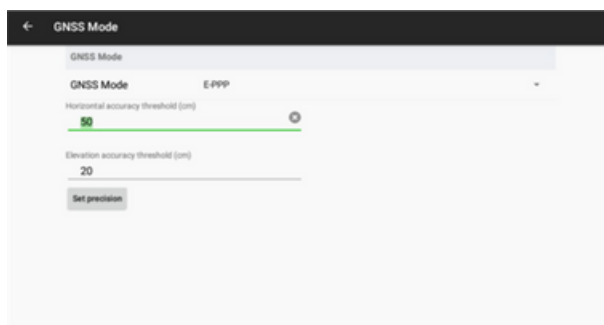 GNSS Mode
GNSS Mode
GNSS Mode E-PPP
Horizontal accuracy threshold (cm)
50
Elevation accuracy threshold (cm)
20
Set precision